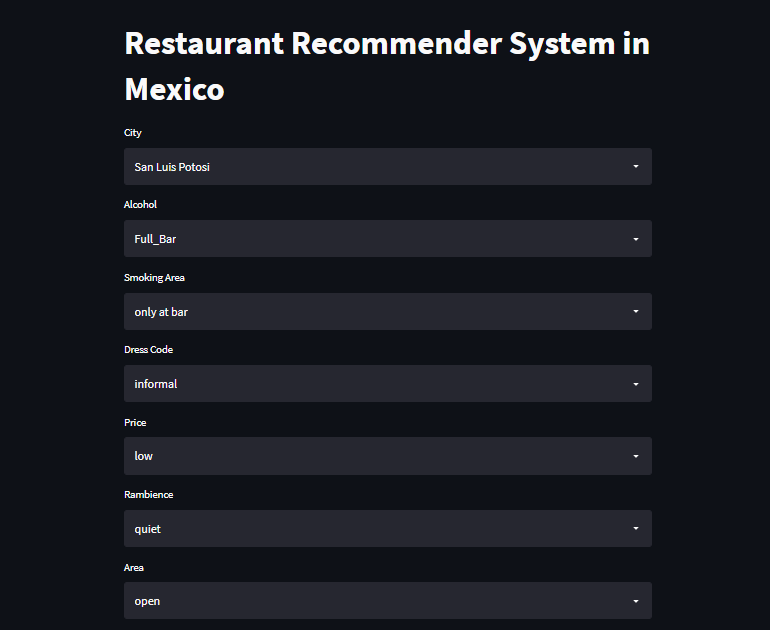 Restaurant Recommender System in
Mexico
City
San Luis Potosi
Alcohol
Full_Bar
Smoking Area
only at bar
Dress Code
informal
Price
low
Rambience
quiet
Area
open